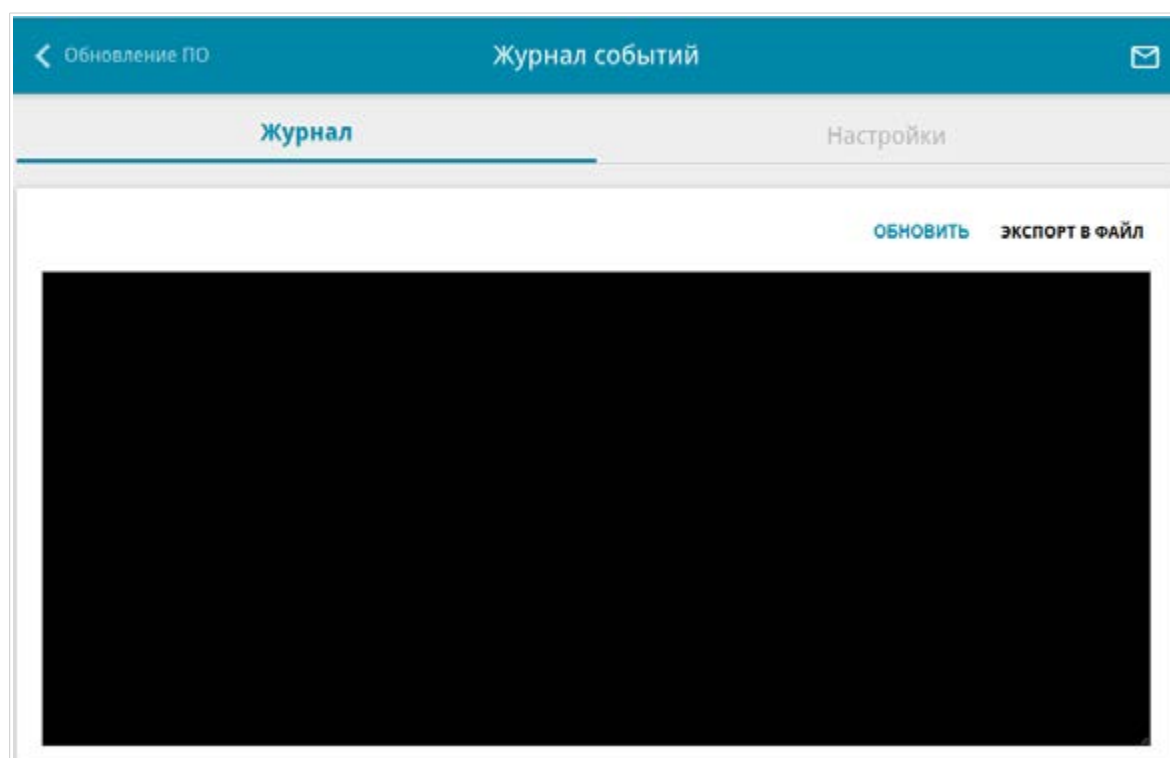 Обновление ПО
Журнал событий
Журнал
Настройки
ОБНОВИТЬ
ЭКСПОРТ В ФАЙЛ